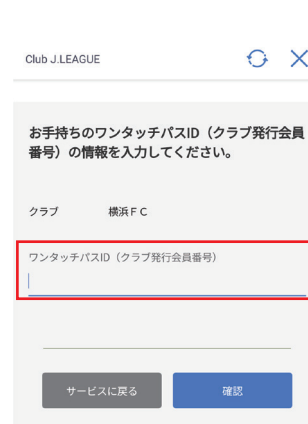 Club J.LEAGUE
お手持ちのワンタッチパスID（クラブ発行会員
番号）の情報を入力してください。
クラブ 横浜ＦＣ
ワンタッチパスID（クラブ発行会員番号）
サービスに戻る 確認